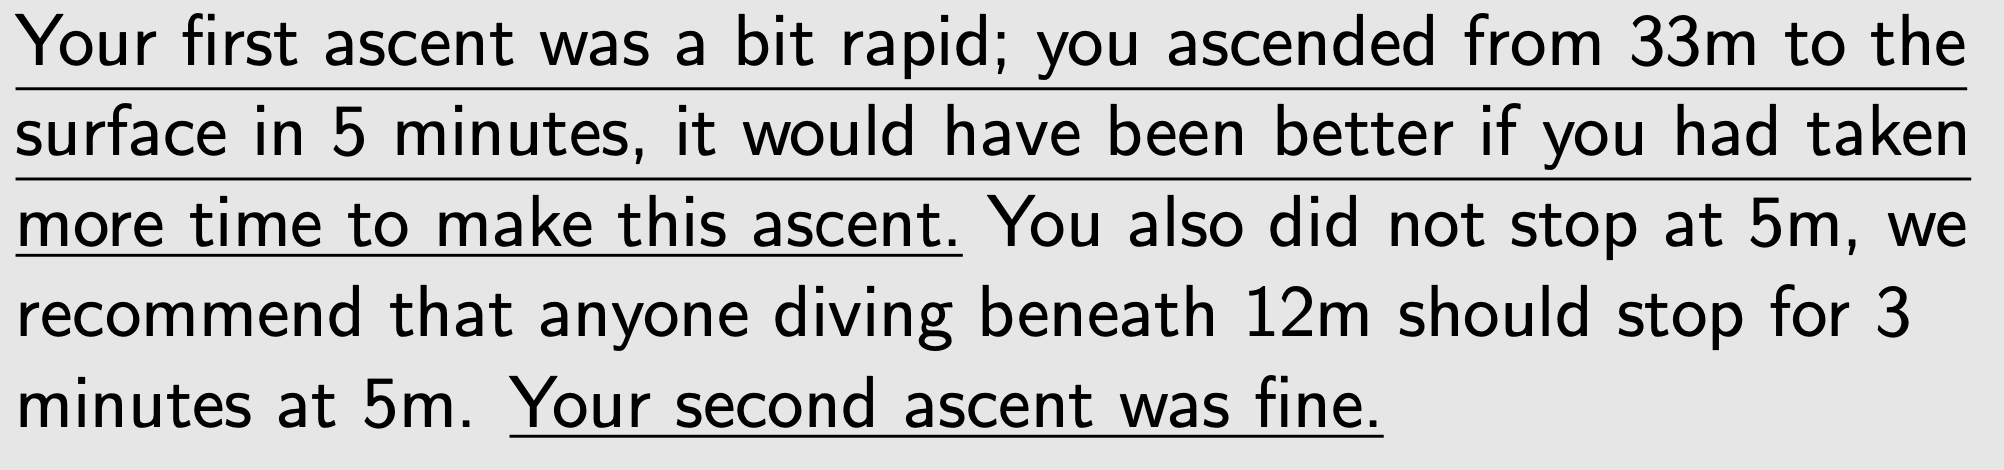 Your first ascent was a bit rapid; you ascended from 33m to the
surface in 5 minutes, it would have been better if you had taken
more time to make this ascent. You also did not stop at 5m, we
recommend that anyone diving beneath 12m should stop for 3
minutes at 5m. Your second ascent was fine.